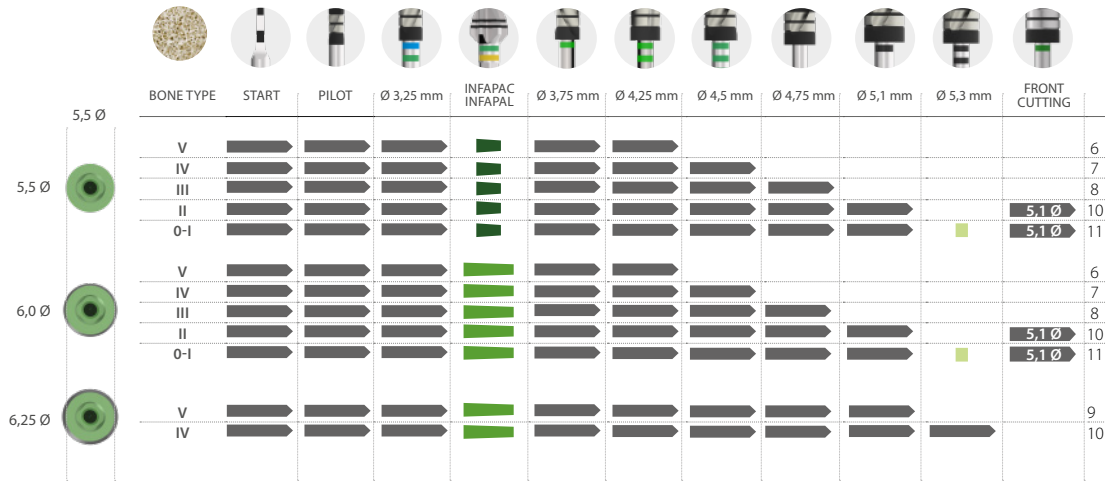 BONE TYPE START PILOT Ø 3,25 mm INFAPAC INFAPAL Ø 3,75 mm Ø 4,25 mm Ø 4,5 mm Ø 4,75 mm Ø 5,1 mm Ø 5,3 mm FRONT CUTTING
5,5 Ø
V 6
IV 7
5,5 Ø III 8
II 5,1 Ø 10
0-I 5,1 Ø 11
V 6
IV 7
6,0 Ø III 8
II 5,1 Ø 10
0-I 5,1 Ø 11
V 9
6,25 Ø
IV 10